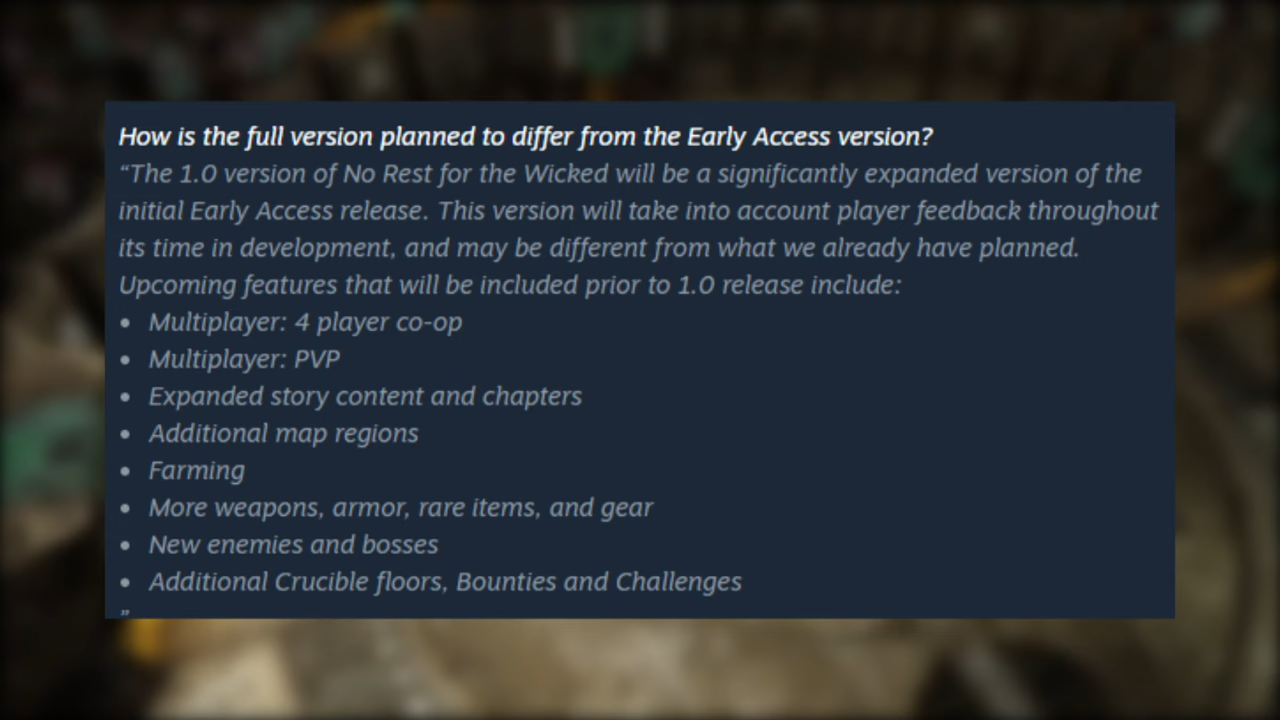 How is the full version planned to differ from the Early Access version?
“The 1.0 version of No Rest for the Wicked will be a significantly expanded version of the
initial Early Access release. This version will take into account player feedback throughout
its time in development, and may be different from what we already have planned.
Upcoming features that will be included prior to 1.0 release include:
• Multiplayer: 4 player co-op
• Multiplayer: PVP
• Expanded story content and chapters
• Additional map regions
• Farming
• More weapons, armor, rare items, and gear
• New enemies and bosses
• Additional Crucible floors, Bounties and Challenges
”